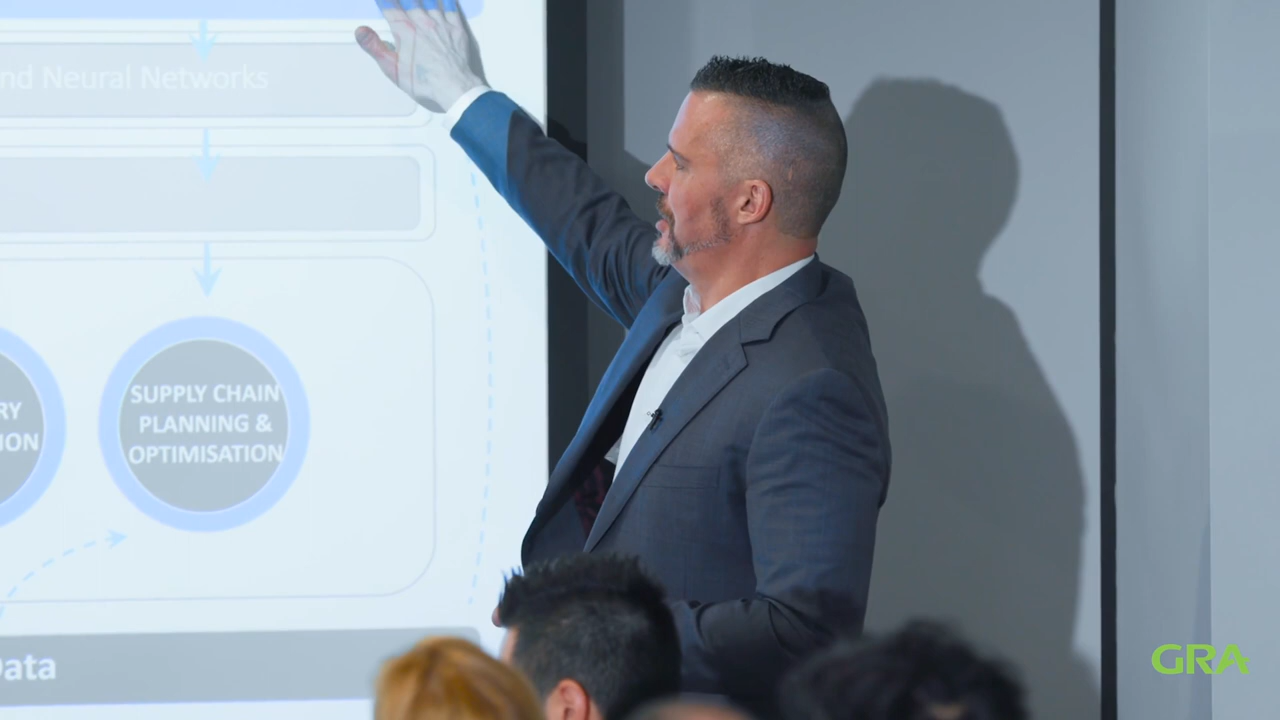 nd Neural Networks
RY
ION
SUPPLY CHAIN
PLANNING &
OPTIMISATION
Data
GRA